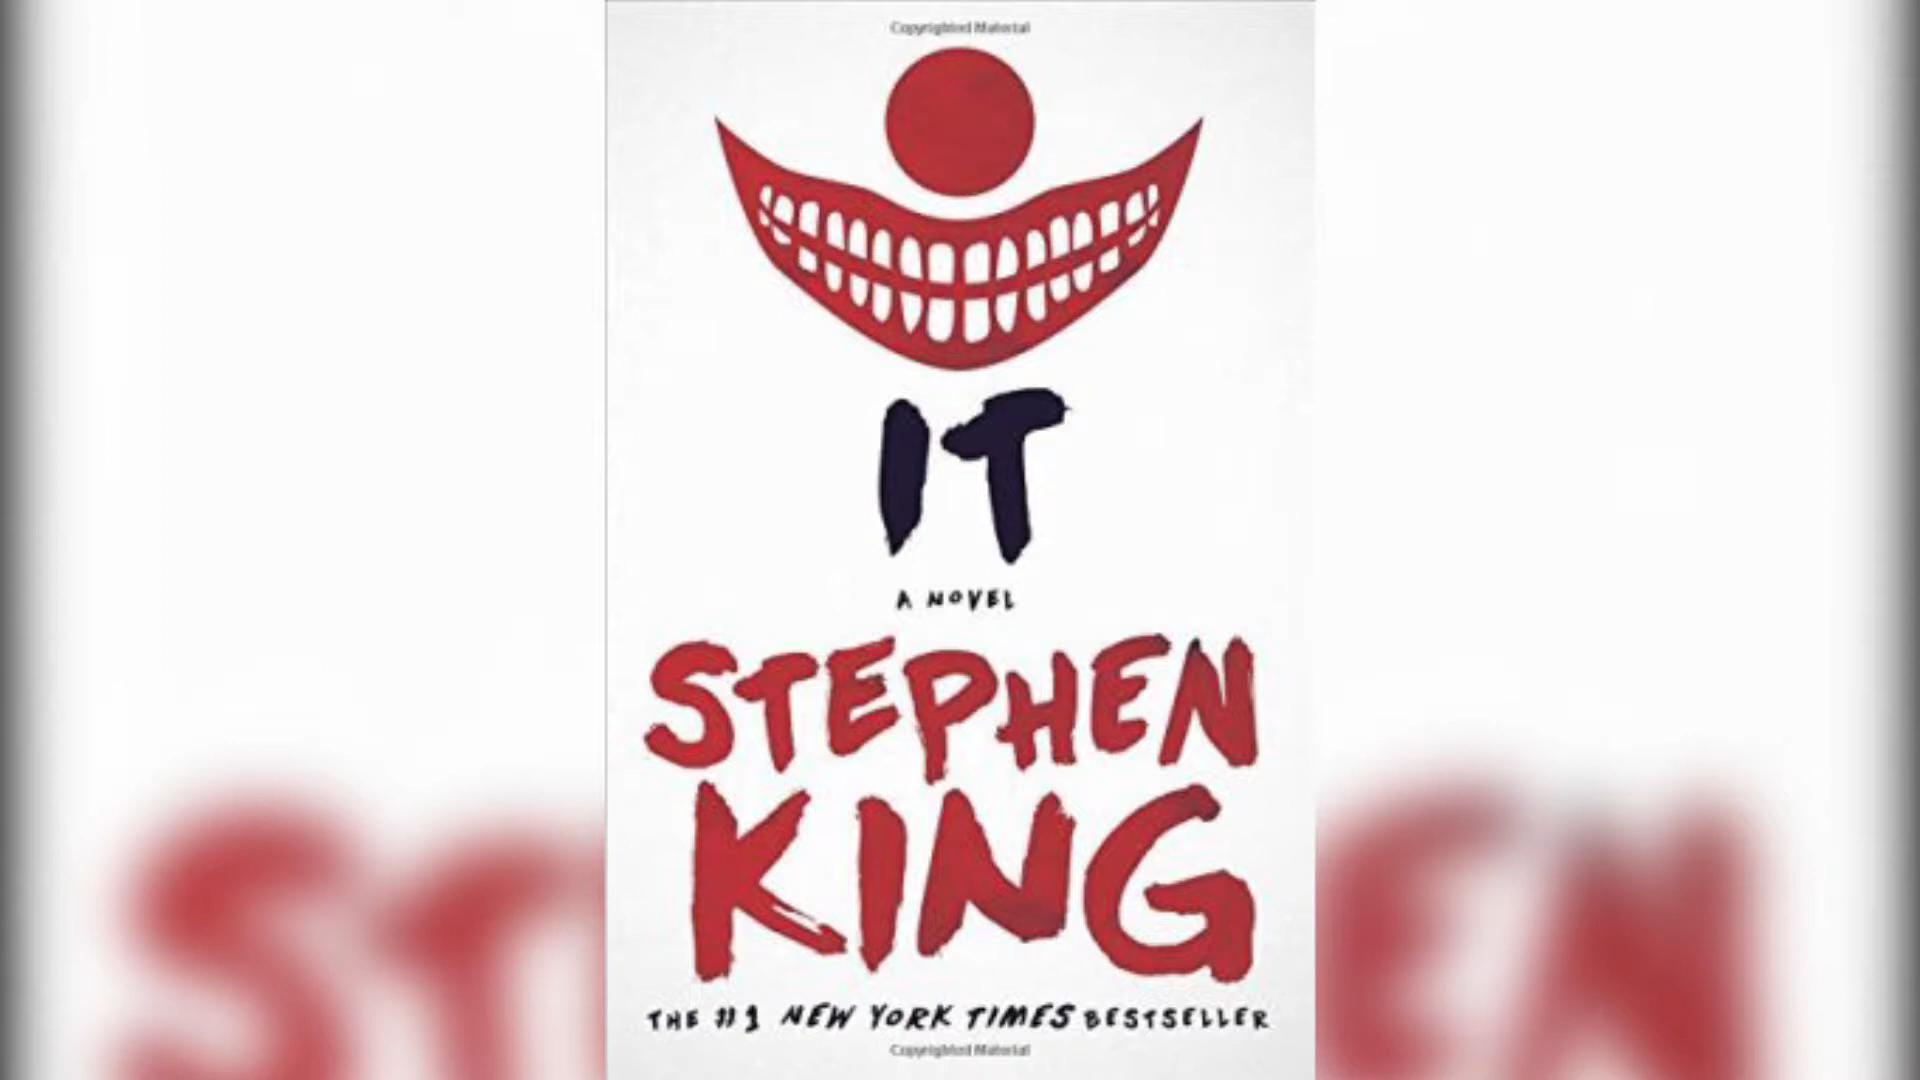 Copyrighted Material
IT
A NOVEL
STEPHEN
KING
THE #1 NEW YORK TIMES BESTSELLER
Copyrighted Material